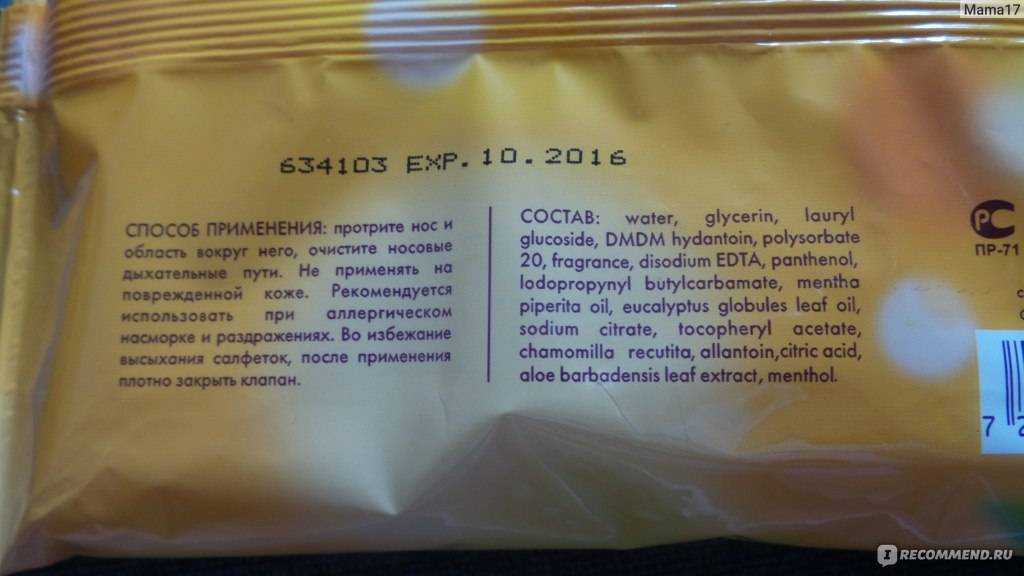 Mama17
634103 EXP. 10. 2016
СПОСОБ ПРИМЕНЕНИЯ: протрите нос и
область вокруг него, очистите носовые
дыхательные пути. Не применять на
поврежденной коже. Рекомендуется
использовать при аллергическом
насморке и раздражениях. Во избежание
высыхания салфеток, после применения
плотно закрыть клапан.
СОСТАВ: water, glycerin, lauryl
glucoside, DMDM hydantoin, polysorbate
20, fragrance, disodium EDTA, panthenol,
Iodopropynyl butylcarbamate, mentha
piperita oil, eucalyptus globules leaf oil,
sodium citrate, tocopheryl acetate,
chamomilla recutita, allantoin,citric acid,
aloe barbadensis leaf extract, menthol.
РС
ПР-71
7
IRECOMMEND.RU